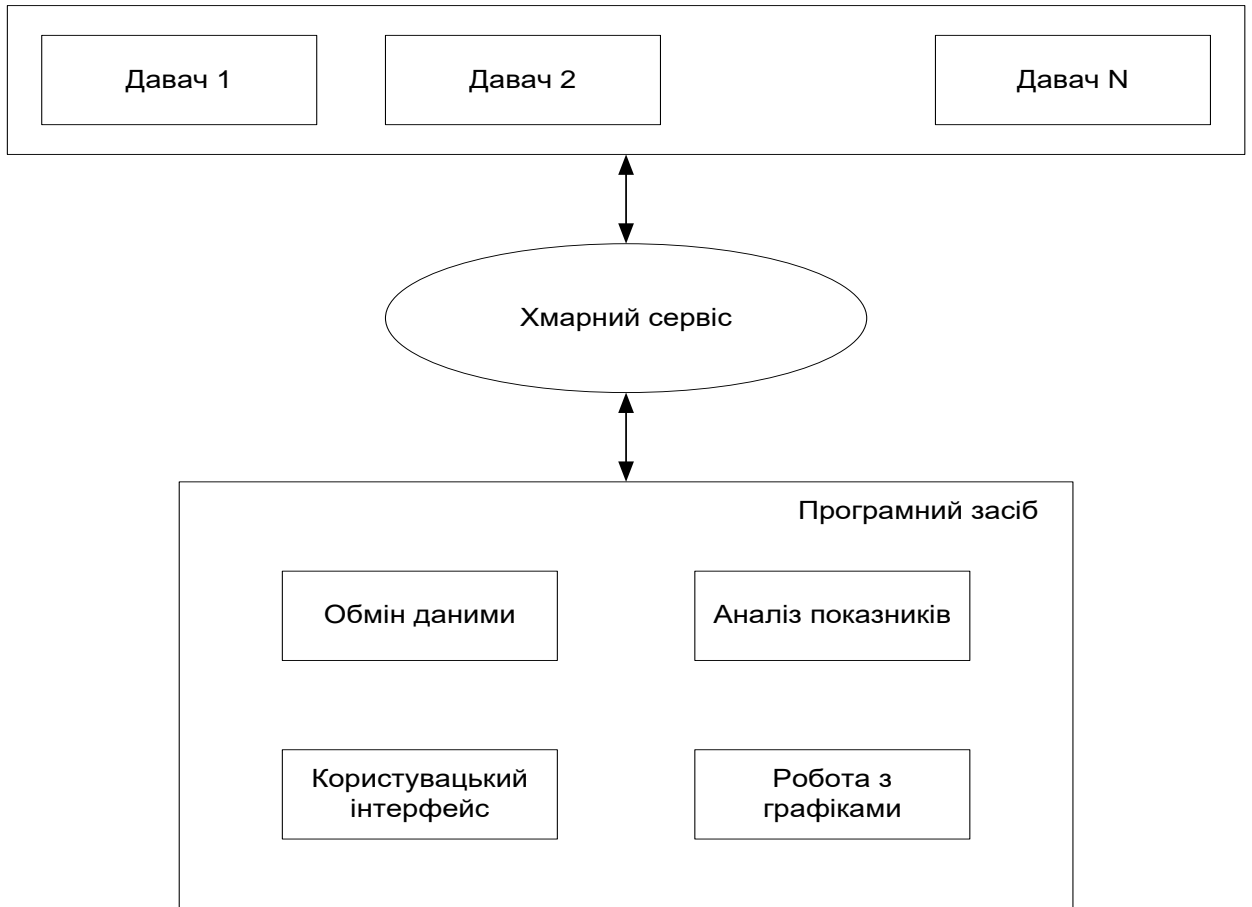 Давач 1
Давач 2
Давач N
Хмарний сервіс
Програмний засіб
Обмін даними
Аналіз показників
Користувацький
інтерфейс
Робота з
графіками